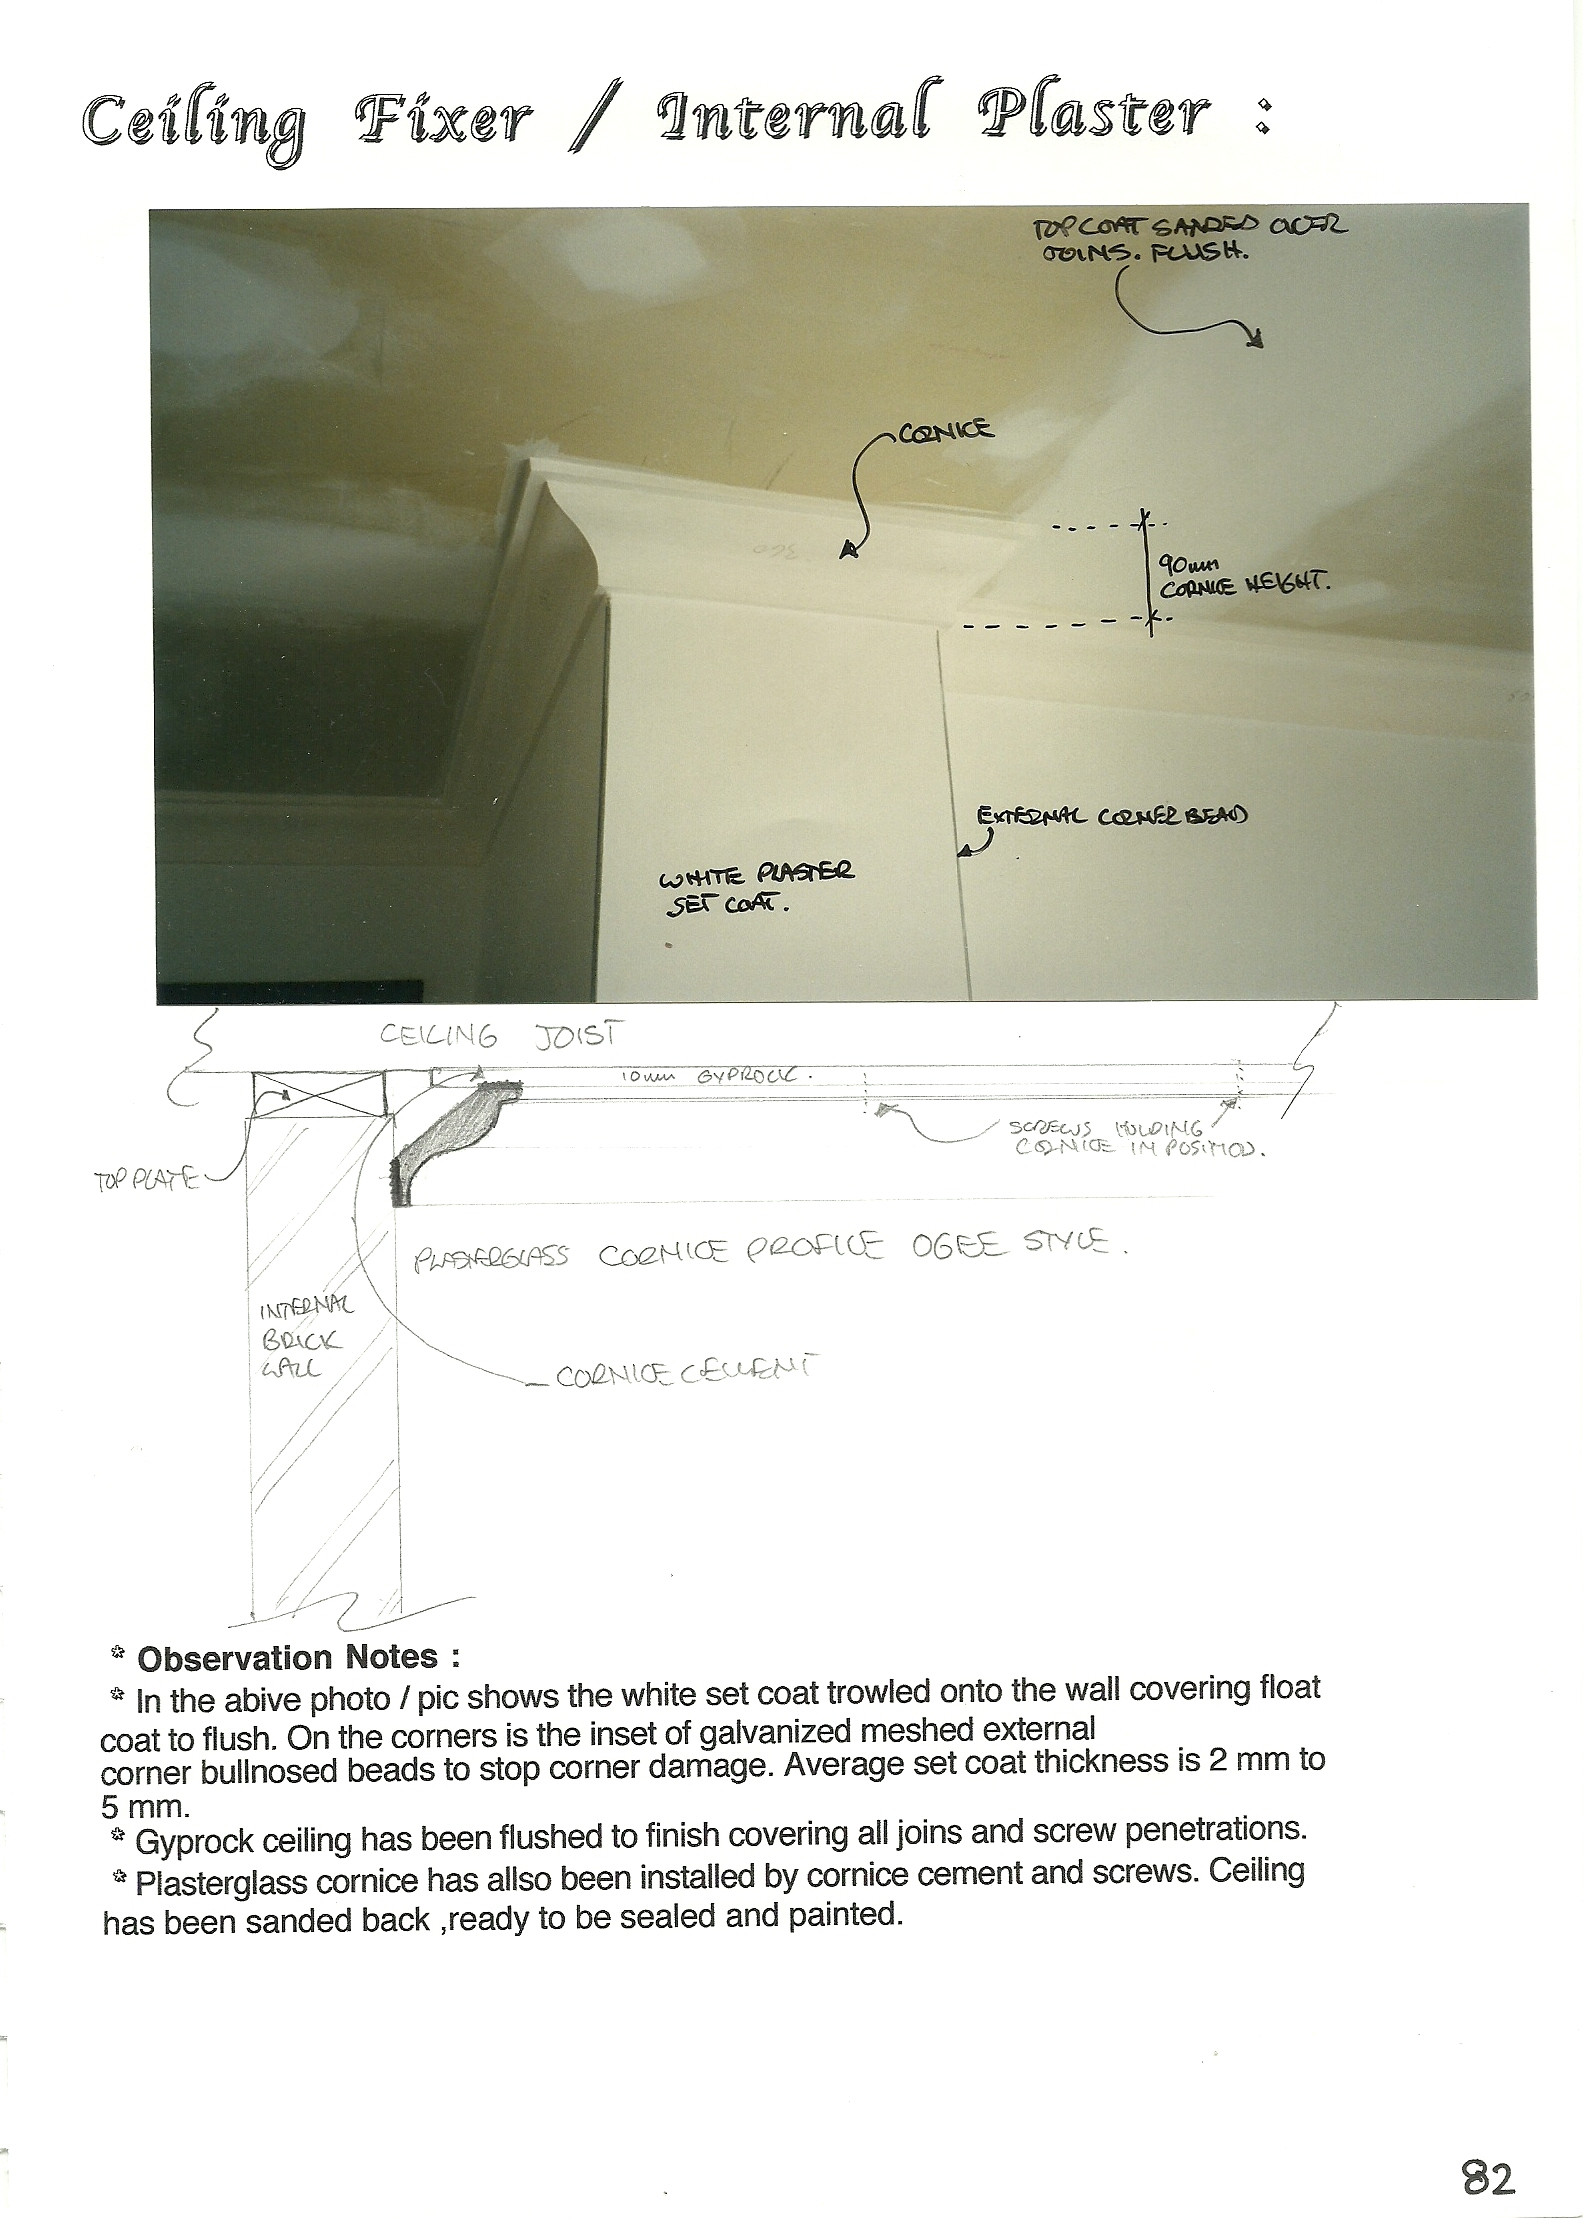 Ceiling Fixer / Internal Plaster :
TOP COAT SANDED OVER
JOINS. FLUSH.
CORNICE
90mm
CORNICE HEIGHT.
EXTERNAL CORNER BEAD
WHITE PLASTER
SET COAT.
CEILING JOIST
10mm GYPROCK.
SCREWS HOLDING
CORNICE IN POSITION.
TOP PLATE
PLASTERGLASS CORNICE PROFILE OGEE STYLE.
INTERNAL
BRICK
WALL
CORNICE CEMENT
* Observation Notes :
* In the abive photo / pic shows the white set coat trowled onto the wall covering float
coat to flush. On the corners is the inset of galvanized meshed external
corner bullnosed beads to stop corner damage. Average set coat thickness is 2 mm to
5 mm.
* Gyprock ceiling has been flushed to finish covering all joins and screw penetrations.
* Plasterglass cornice has allso been installed by cornice cement and screws. Ceiling
has been sanded back ,ready to be sealed and painted.
82